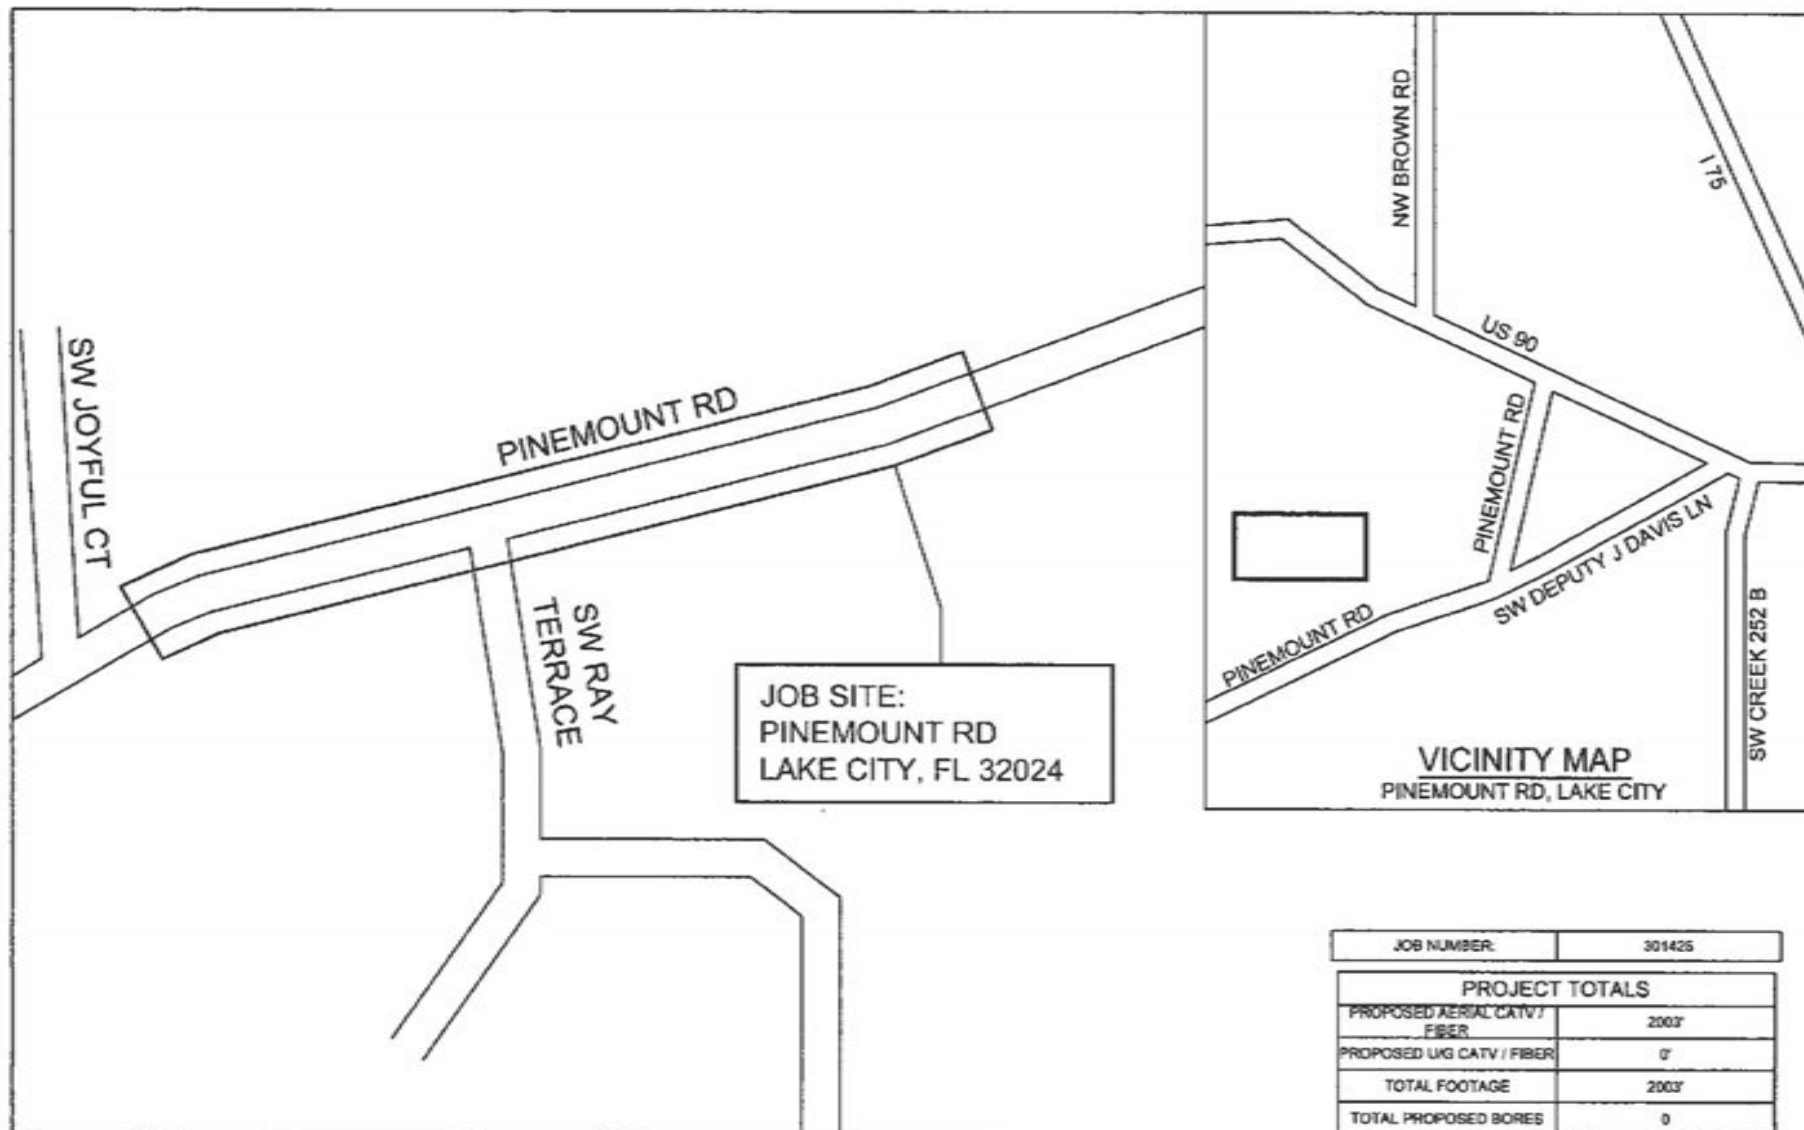 SW JOYFUL CT
PINEMOUNT RD
SW RAY
TERRACE
JOB SITE:
PINEMOUNT RD
LAKE CITY, FL 32024
NW BROWN RD
I 75
US 90
PINEMOUNT RD
SW DEPUTY J DAVIS LN
PINEMOUNT RD
SW CREEK 252 B
VICINITY MAP
PINEMOUNT RD, LAKE CITY
JOB NUMBER: 301425
PROJECT TOTALS
PROPOSED AERIAL CATV /
FIBER 2003'
PROPOSED U/G CATV / FIBER 0'
TOTAL FOOTAGE 2003'
TOTAL PROPOSED BORES 0